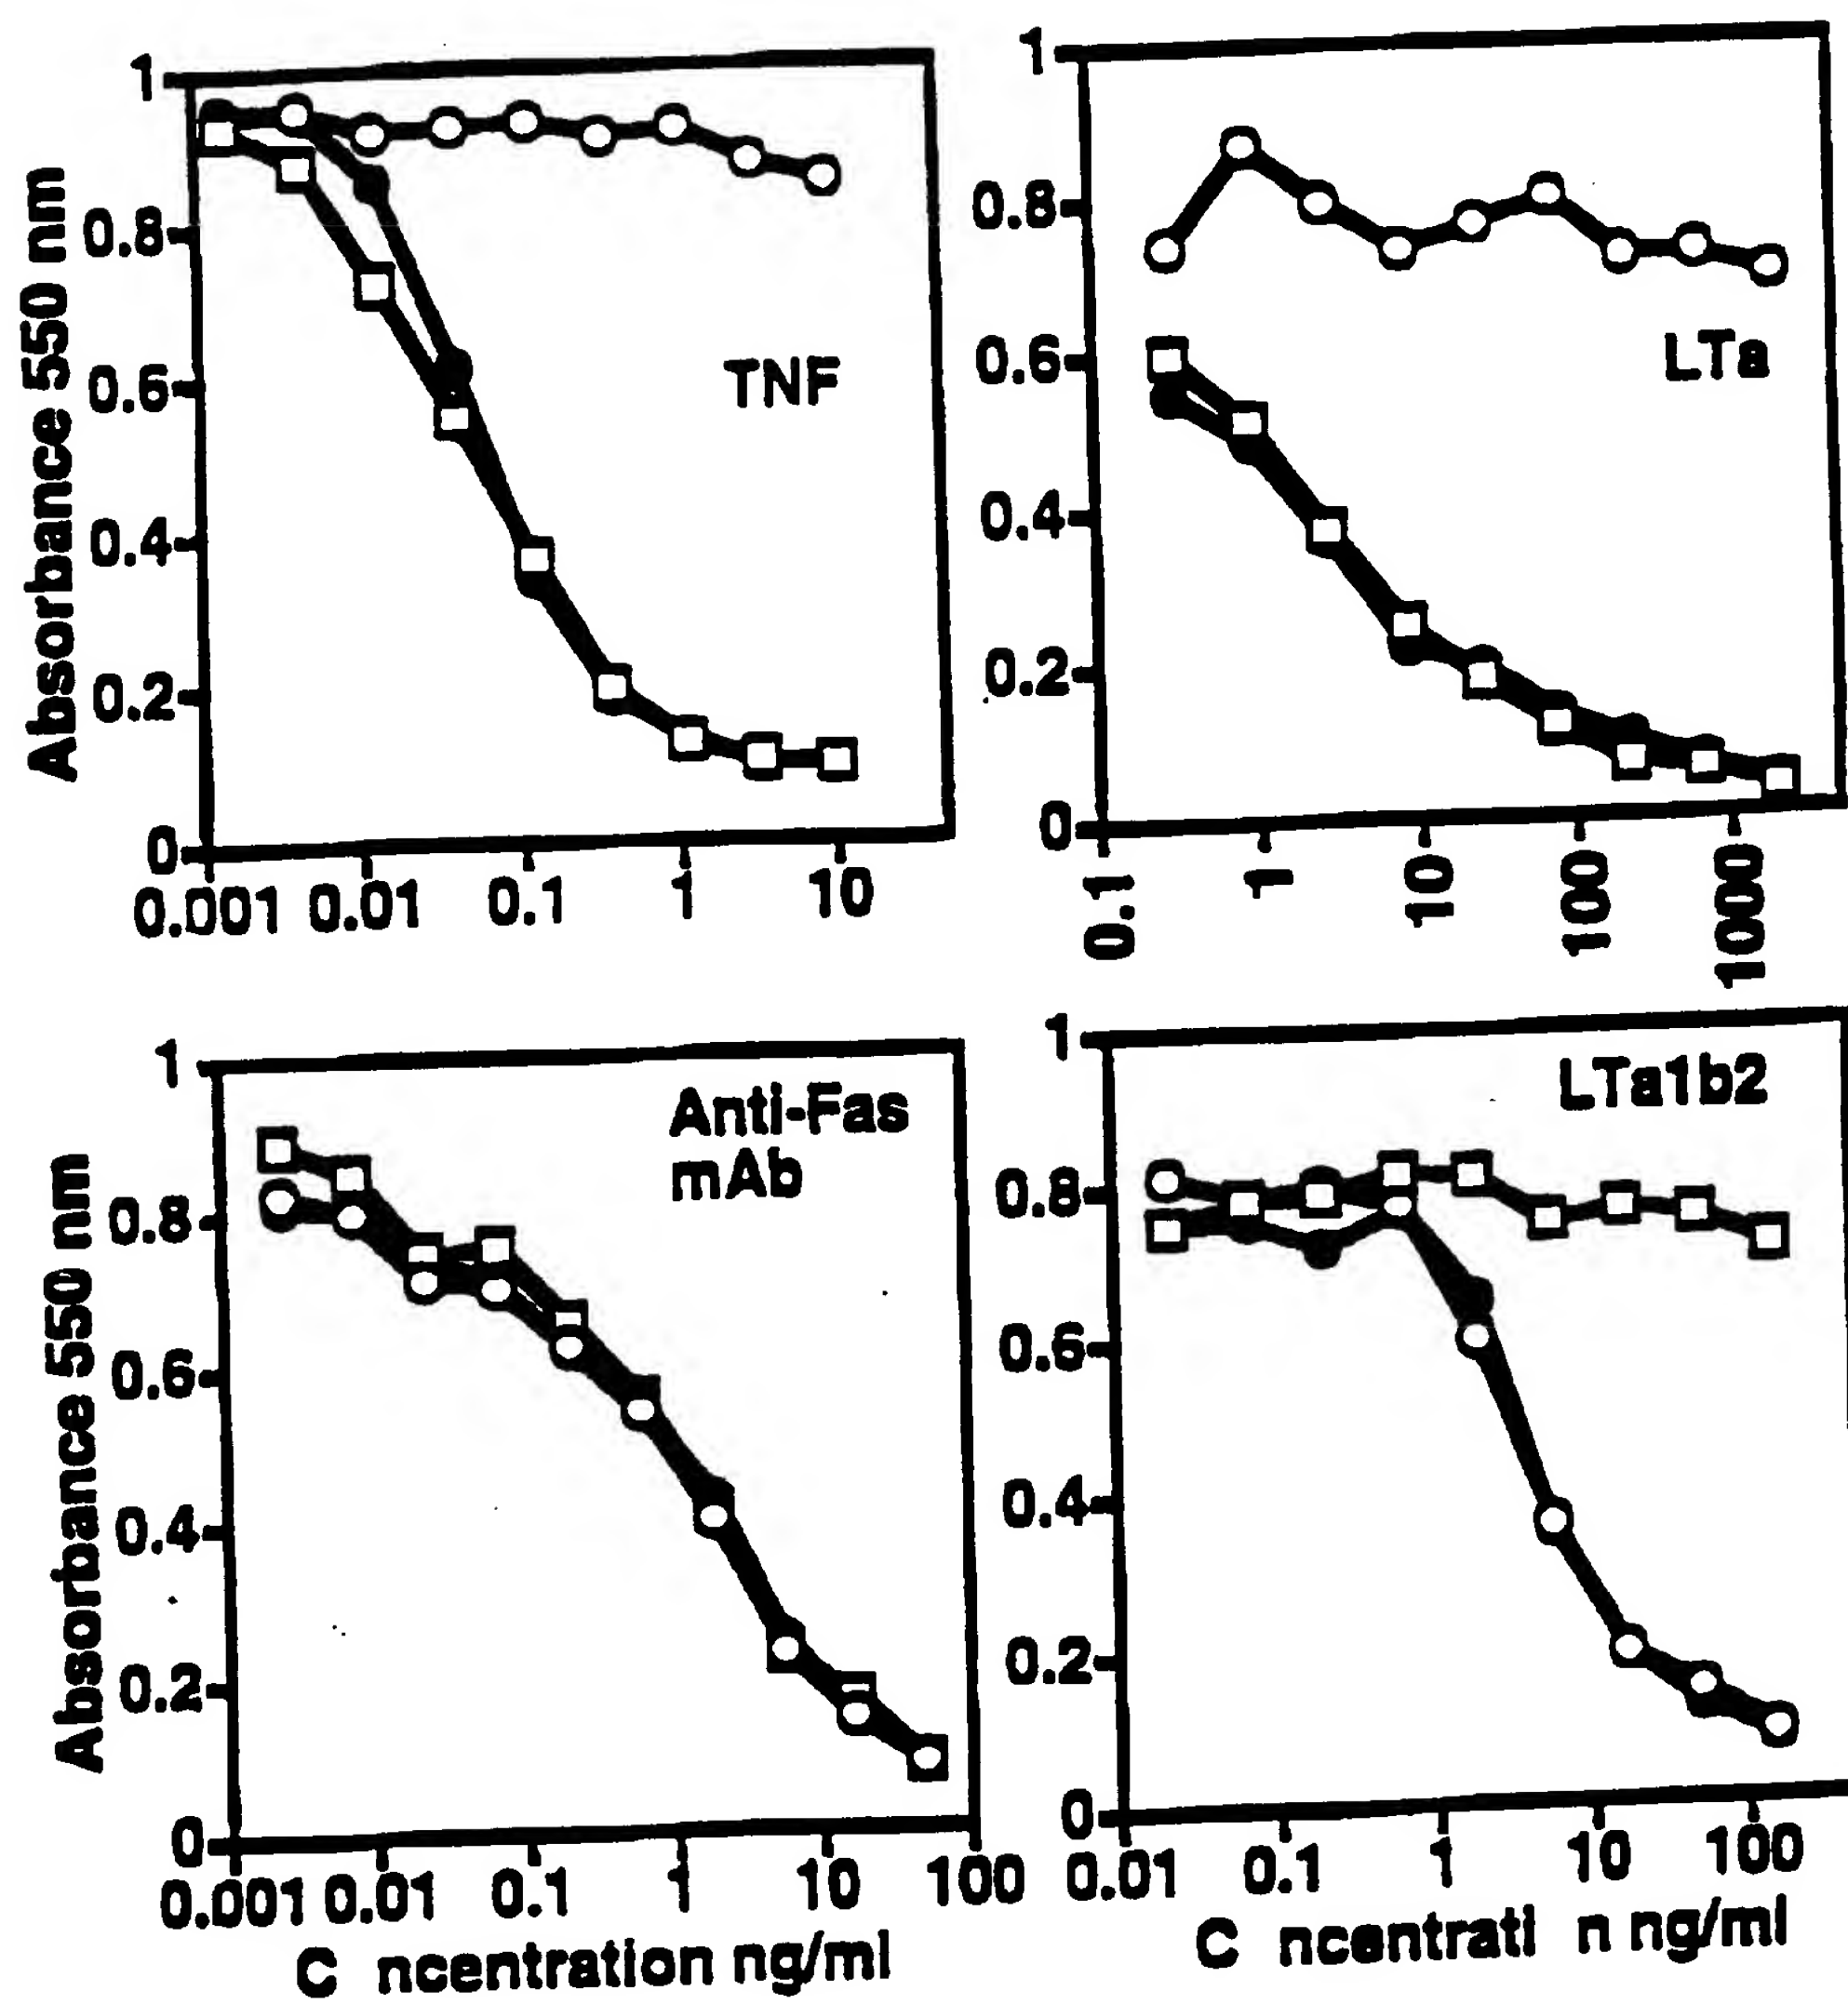 1
0.8
0.6
0.4
0.2
0
Absorbance 550 nm
TNF
0.001 0.01 0.1 1 10
1
0.8
0.6
0.4
0.2
0
LTa
0.1 1 10 100 1000
1
0.8
0.6
0.4
0.2
0
Absorbance 550 nm
Anti-Fas
mAb
0.001 0.01 0.1 1 10 100
C ncentration ng/ml
1
0.8
0.6
0.4
0.2
0
LTa1b2
0.01 0.1 1 10 100
C ncentrati n ng/ml